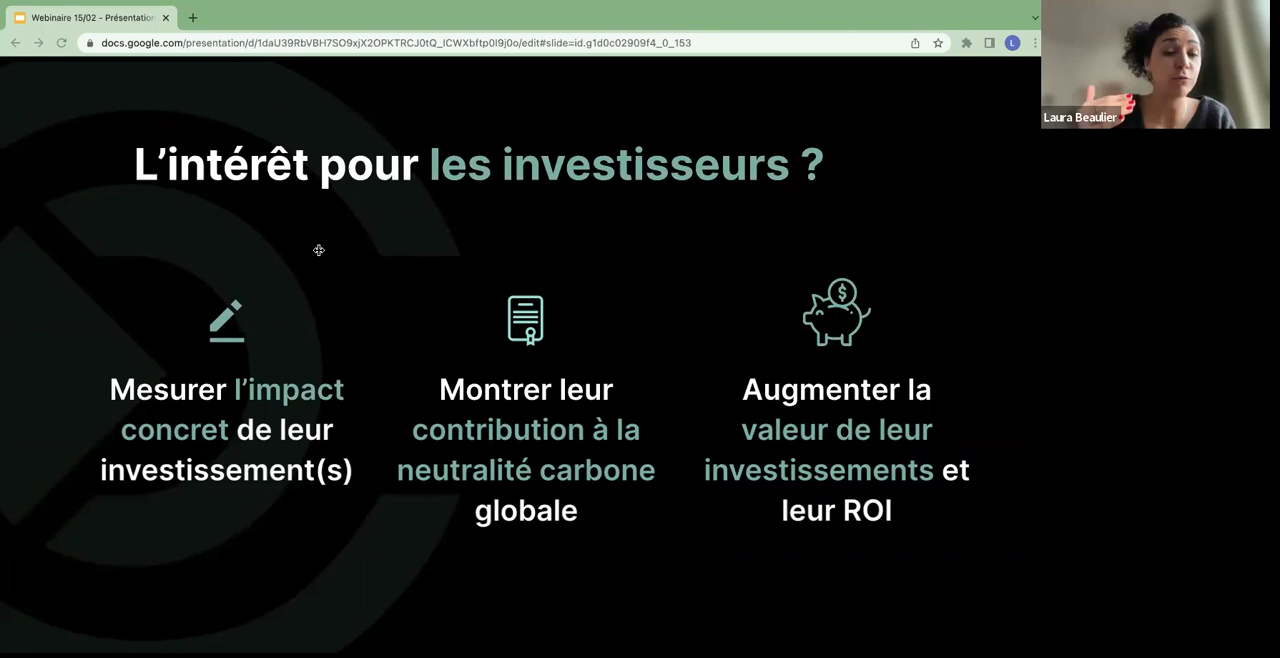 Webinaire 15/02 - Présentation
docs.google.com/presentation/d/1daU39RbVBH7SO9xjX2OPKTRCJ0tQ_ICWXbftp0I9j0o/edit#slide=id.g1d0c02909f4_0_153
L
Laura Beaulier
L'intérêt pour les investisseurs ?
$
Mesurer l'impact
concret de leur
investissement(s)
Montrer leur
contribution à la
neutralité carbone
globale
Augmenter la
valeur de leur
investissements et
leur ROI